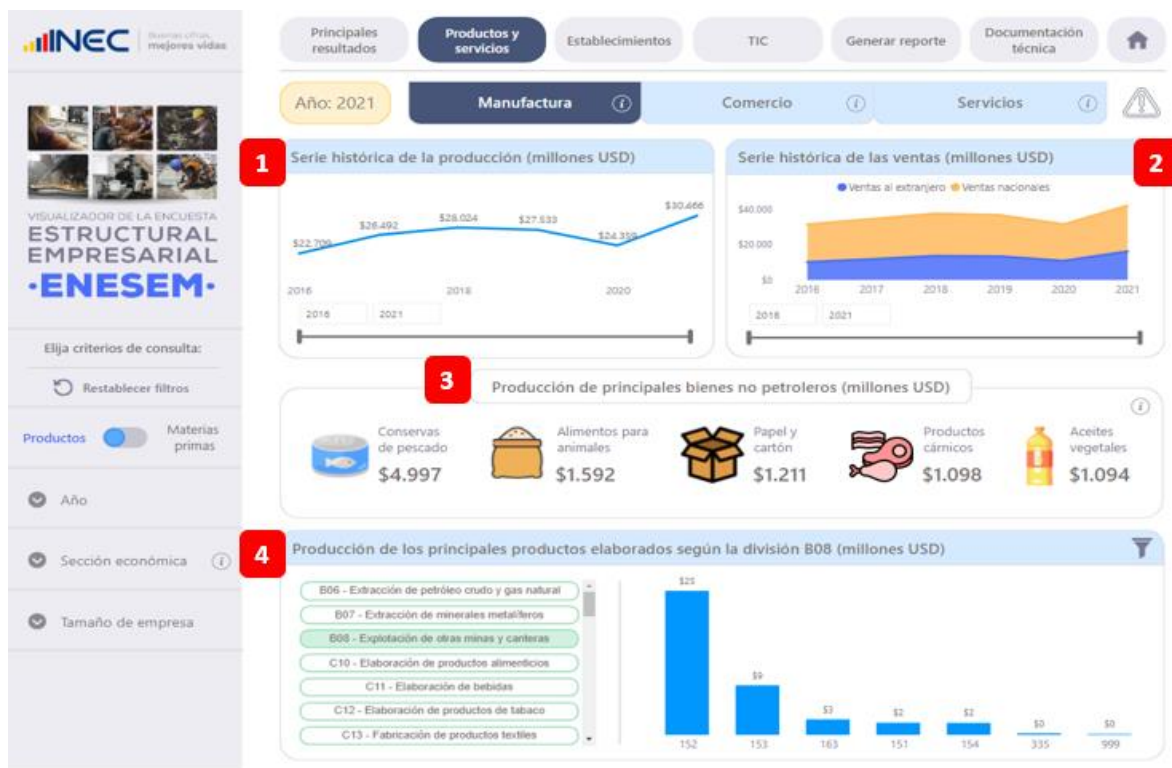 INEC
Buenas cifras,
mejores vidas
Principales
resultados
Productos y
servicios
Establecimientos
TIC
Generar reporte
Documentación
técnica
Año: 2021
Manufactura
Comercio
Servicios
VISUALIZADOR DE LA ENCUESTA
ESTRUCTURAL
EMPRESARIAL
·ENESEM·
Elija criterios de consulta:
Restablecer filtros
Productos
Materias
primas
Año
Sección económica
Tamaño de empresa
1
Serie histórica de la producción (millones USD)
$22.709
$26.492
$28.024
$27.533
$24.359
$30.466
2016
2018
2020
2016
2021
2
Serie histórica de las ventas (millones USD)
Ventas al extranjero
Ventas nacionales
$40.000
$20.000
$0
2016
2017
2018
2019
2020
2021
2016
2021
3
Producción de principales bienes no petroleros (millones USD)
Conservas
de pescado
$4.997
Alimentos para
animales
$1.592
Papel y
cartón
$1.211
Productos
cárnicos
$1.098
Aceites
vegetales
$1.094
4
Producción de los principales productos elaborados según la división B08 (millones USD)
B06 - Extracción de petróleo crudo y gas natural
B07 - Extracción de minerales metalíferos
B08 - Explotación de otras minas y canteras
C10 - Elaboración de productos alimenticios
C11 - Elaboración de bebidas
C12 - Elaboración de productos de tabaco
C13 - Fabricación de productos textiles
$25
$9
$3
$2
$2
$0
$0
152
153
163
151
154
335
999